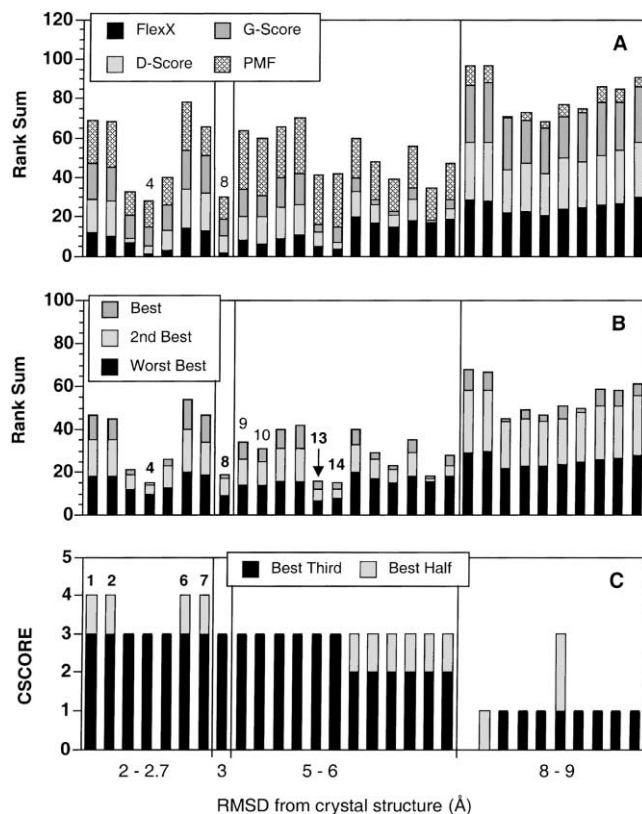 120
100
80
60
40
20
0
Rank Sum
FlexX
G-Score
D-Score
PMF
A
4
8
100
80
60
40
20
0
Rank Sum
Best
2nd Best
Worst Best
B
4
8
9
10
13
14
5
4
3
2
1
0
CSCORE
Best Third
Best Half
C
1
2
6
7
2 - 2.7
3
5 - 6
8 - 9
RMSD from crystal structure (Å)